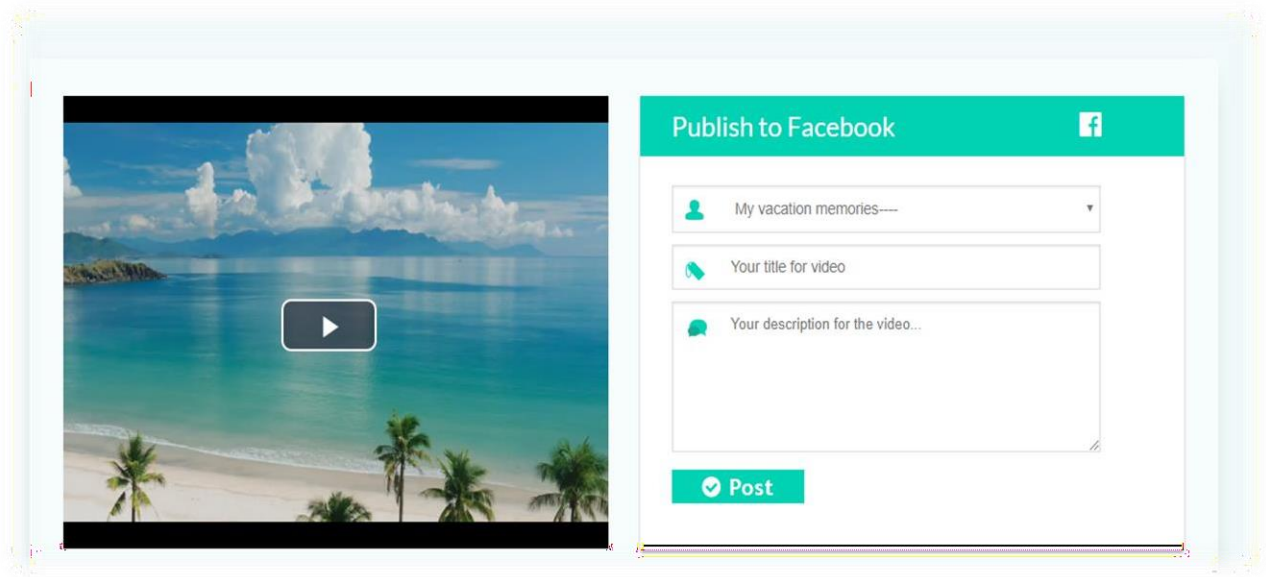 Publish to Facebook
My vacation memories----
Your title for video
Your description for the video...
Post